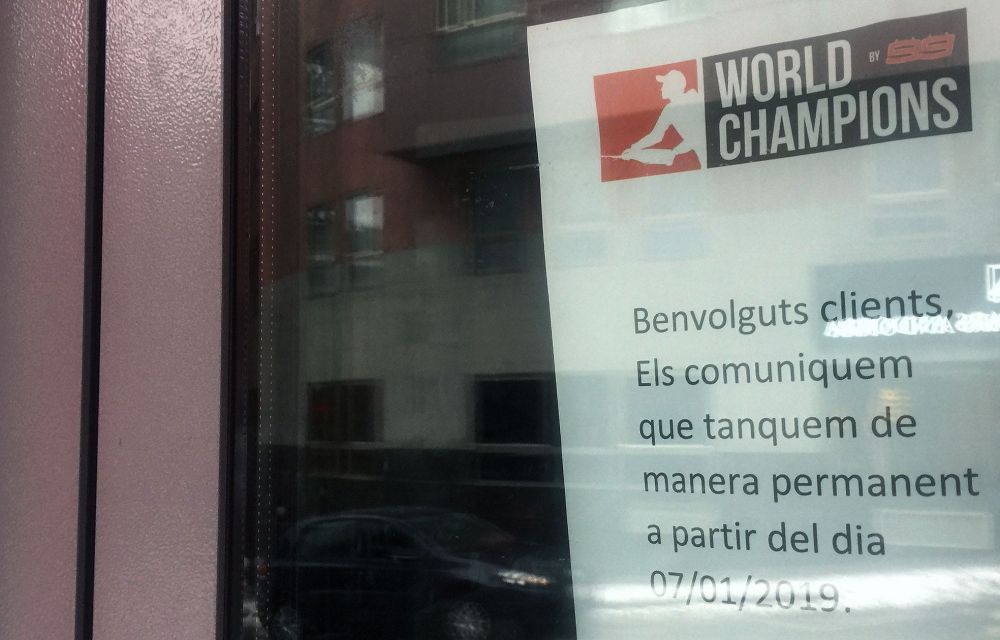 WORLD BY 99
CHAMPIONS
Benvolguts clients,
Els comuniquem
que tanquem de
manera permanent
a partir del dia
07/01/2019.